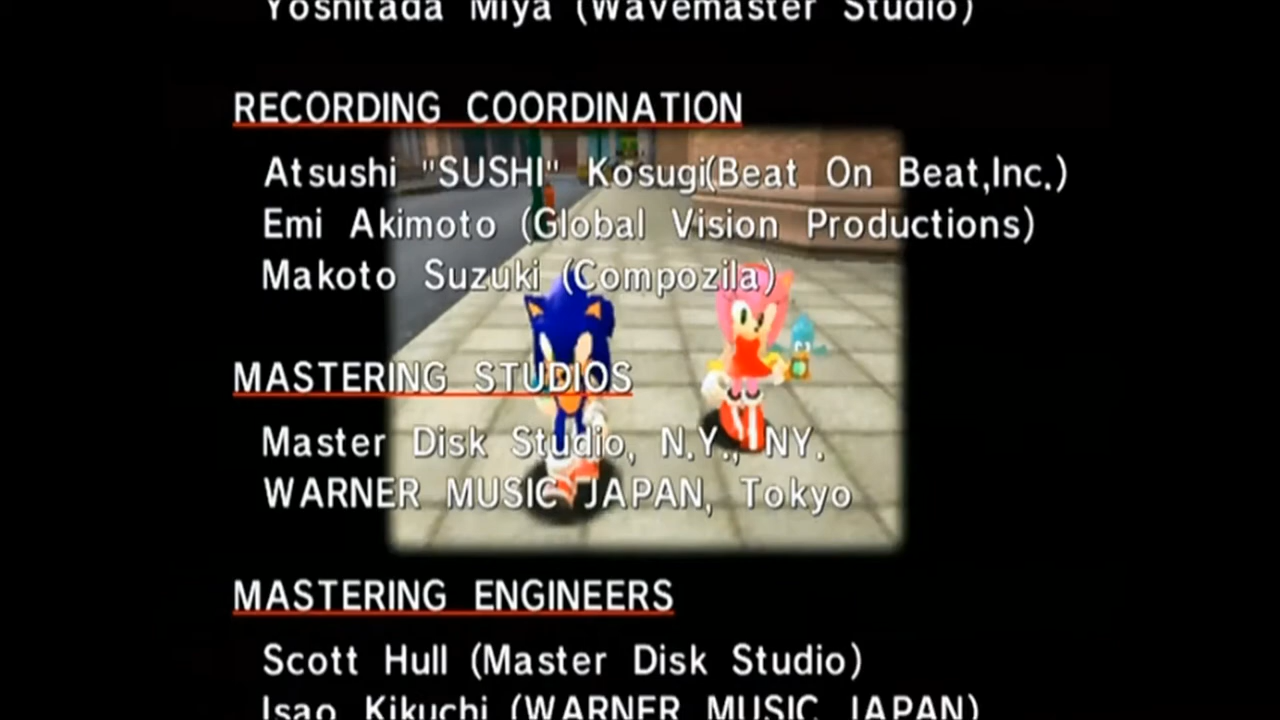 Yoshitada Miya (Wavemaster Studio)
RECORDING COORDINATION
Atsushi "SUSHI" Kosugi(Beat On Beat,Inc.)
Emi Akimoto (Global Vision Productions)
Makoto Suzuki (Compozila)
MASTERING STUDIOS
Master Disk Studio, N.Y., NY.
WARNER MUSIC JAPAN, Tokyo
MASTERING ENGINEERS
Scott Hull (Master Disk Studio)
Isao Kikuchi (WARNER MUSIC JAPAN)